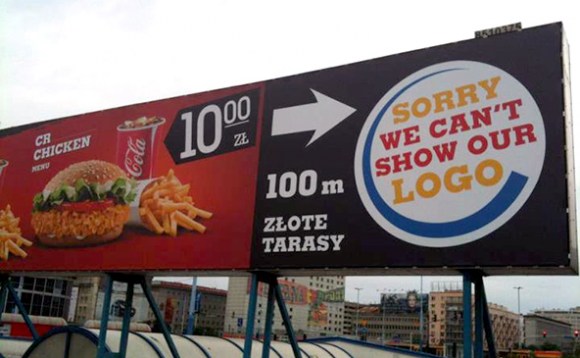 CR
CHICKEN
MENU
Coca-Cola
10 00
ZŁ
100 m
ZŁOTE
TARASY
SORRY
WE CAN'T
SHOW OUR
LOGO